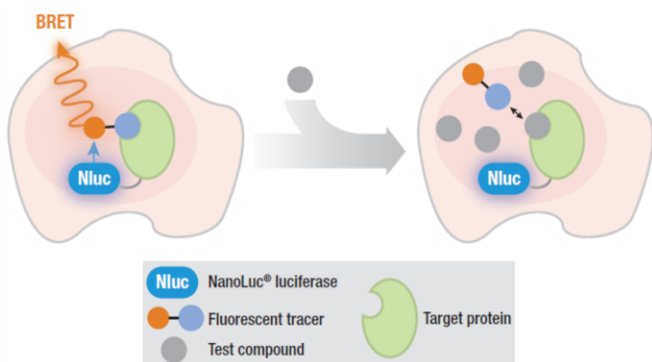 BRET
Nluc
Nluc
Nluc NanoLuc® luciferase
Fluorescent tracer
Target protein
Test compound